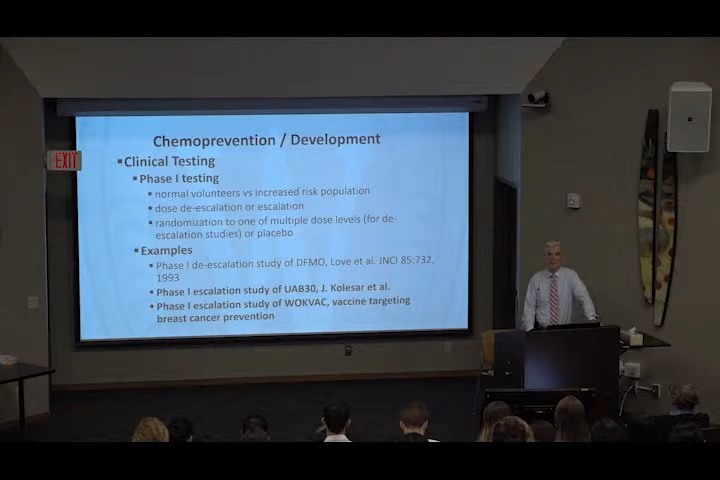 Chemoprevention / Development
▪Clinical Testing
▪Phase I testing
▪ normal volunteers vs increased risk population
▪ dose de-escalation or escalation
▪ randomization to one of multiple dose levels (for de-
escalation studies) or placebo
▪Examples
▪ Phase I de-escalation study of DFMO, Love et al. JNCI 85:732,
1993
▪ Phase I escalation study of UAB30, J. Kolesar et al.
▪ Phase I escalation study of WOKVAC, vaccine targeting
breast cancer prevention
EXIT